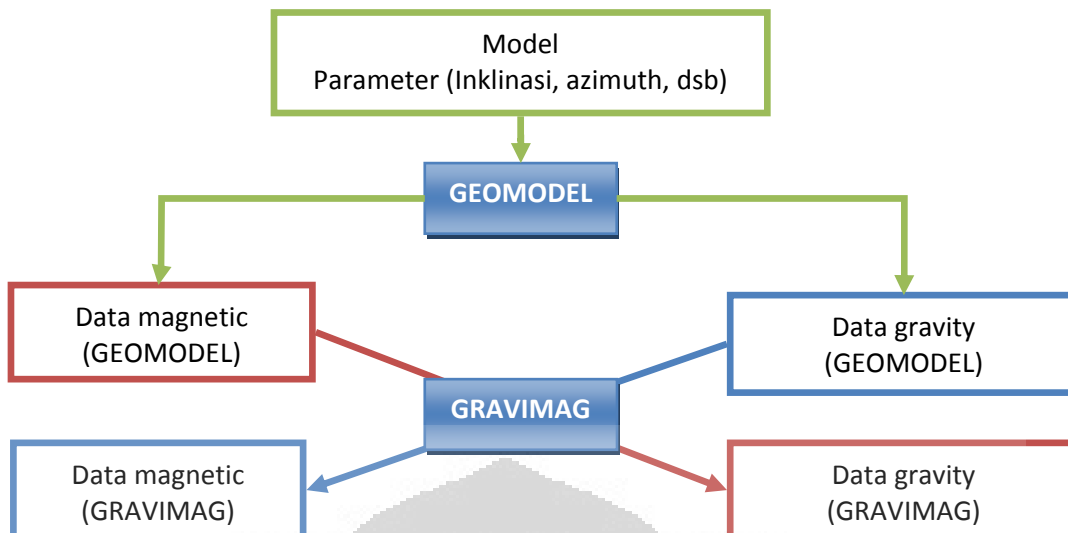 Model
Parameter (Inklinasi, azimuth, dsb)
GEOMODEL
Data magnetic
(GEOMODEL)
Data gravity
(GEOMODEL)
GRAVIMAG
Data magnetic
(GRAVIMAG)
Data gravity
(GRAVIMAG)